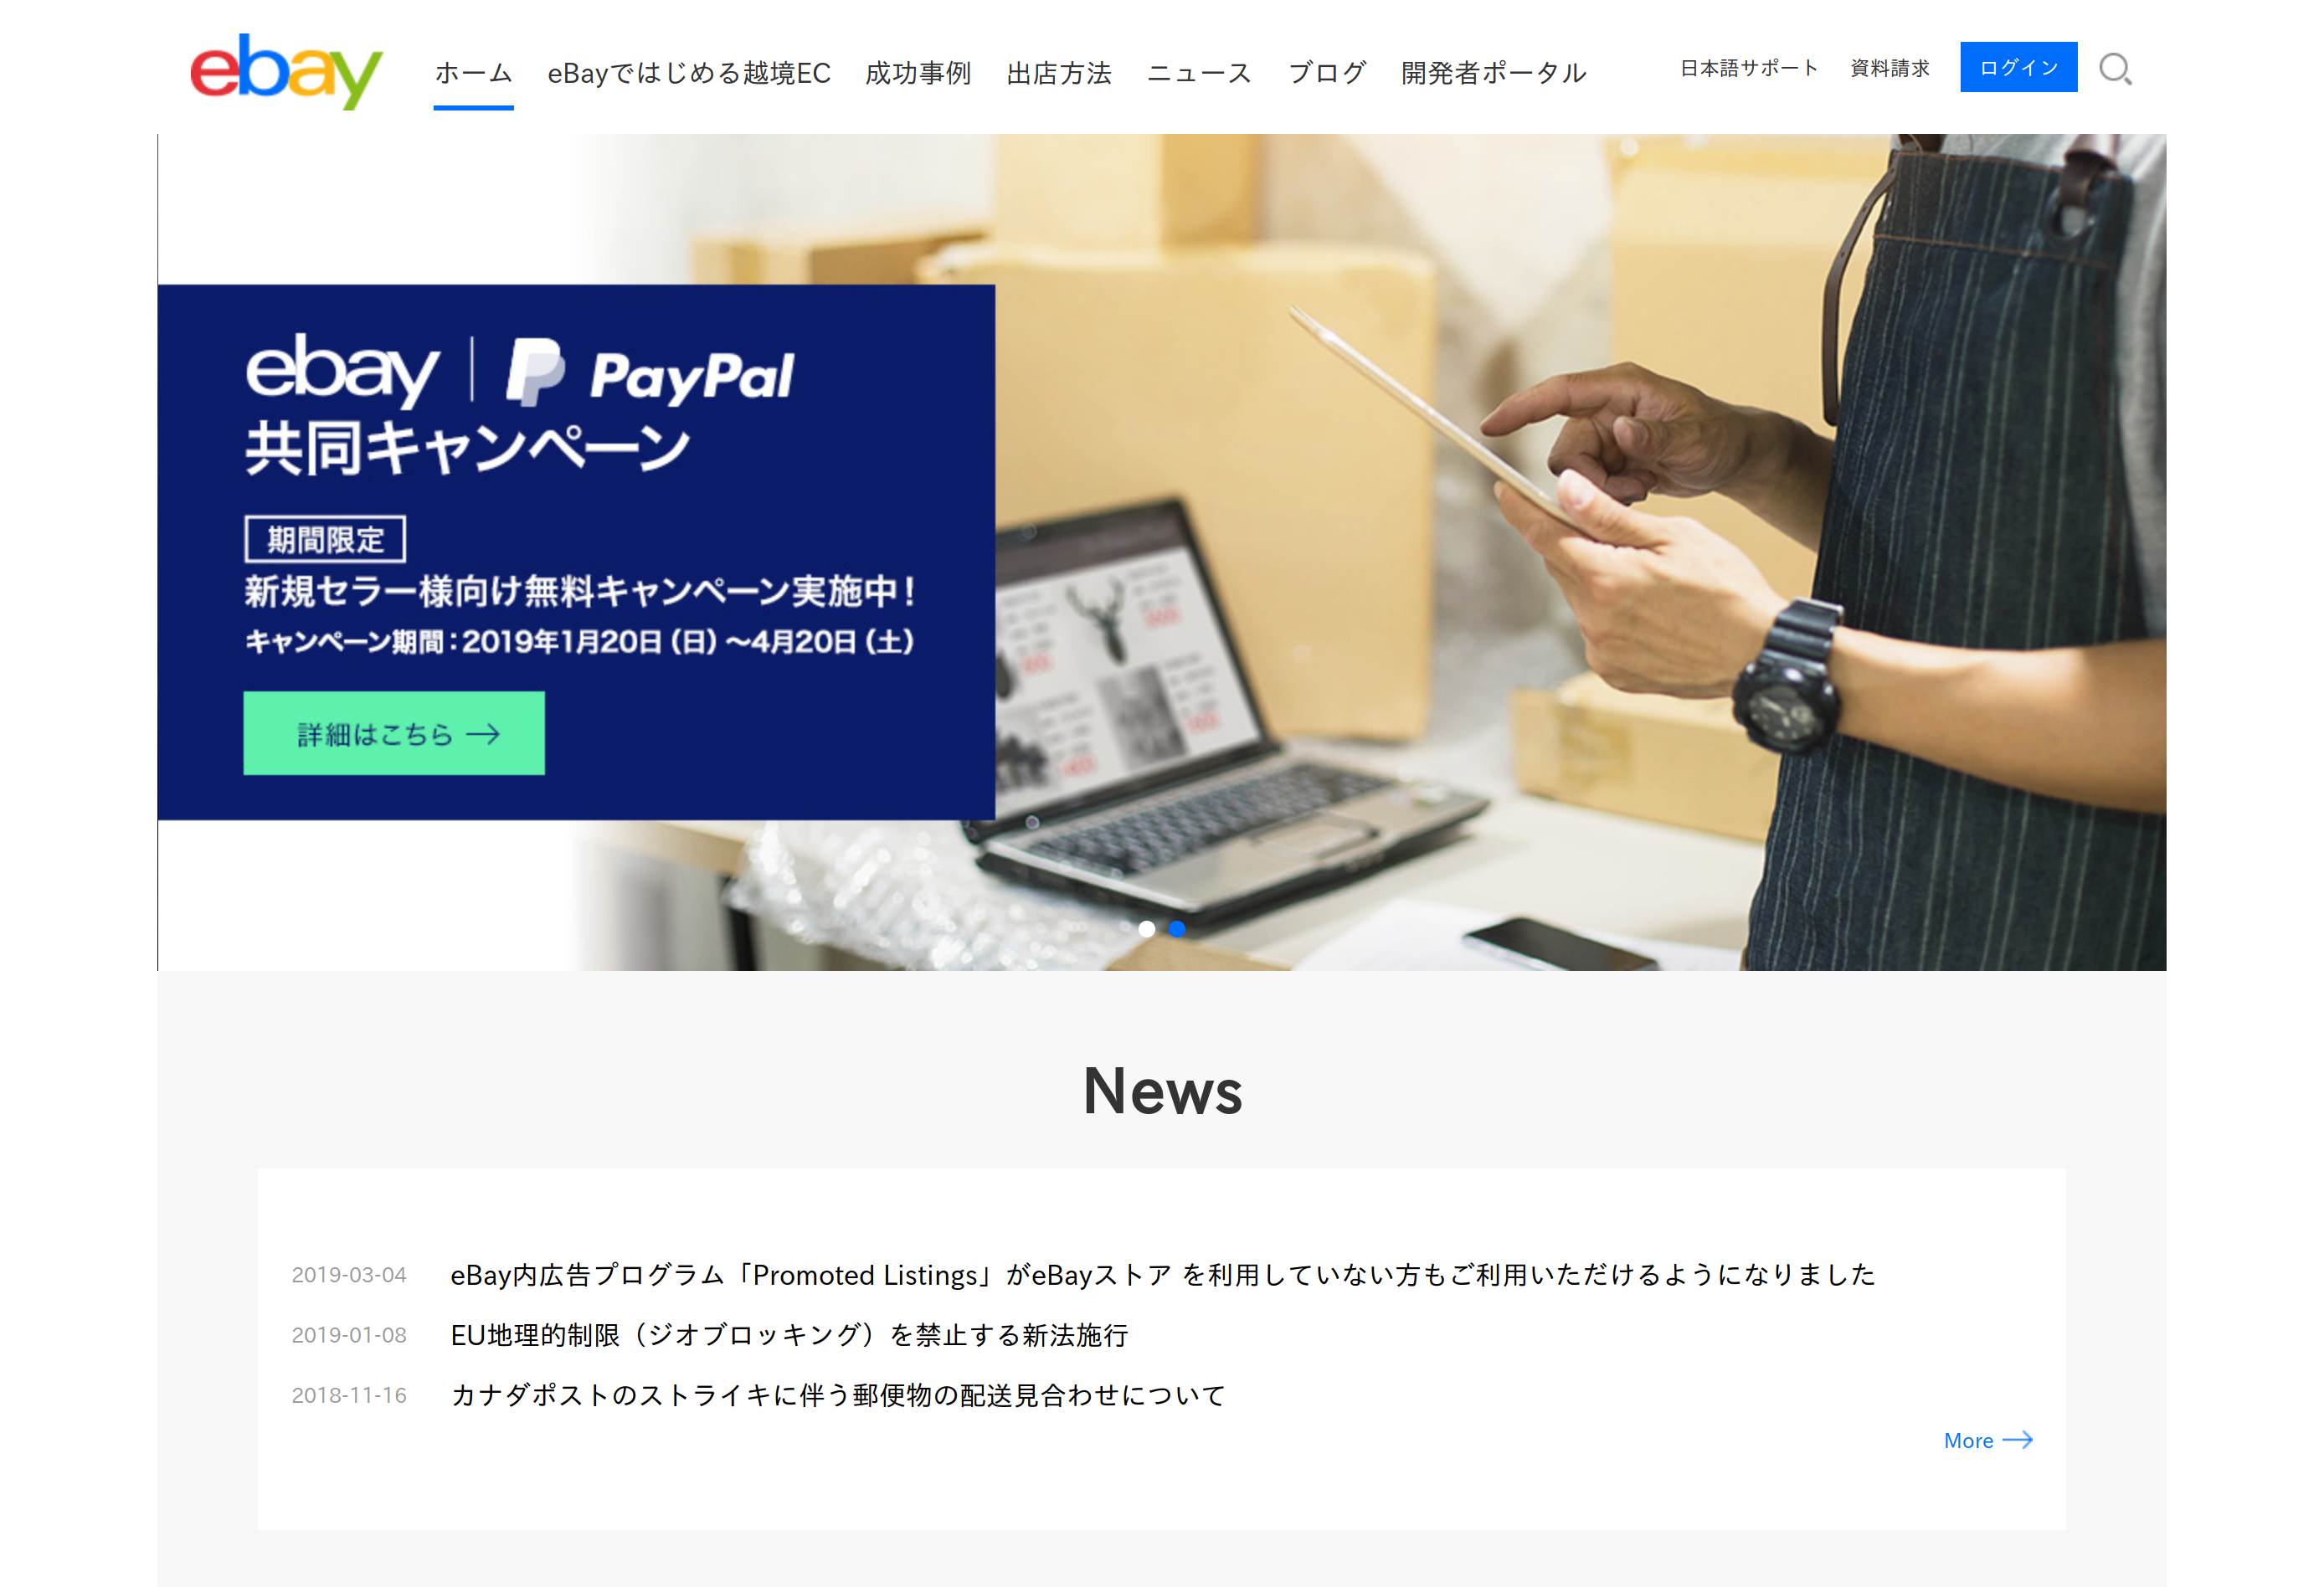 ebay
ホーム eBayではじめる越境EC 成功事例 出店方法 ニュース ブログ 開発者ポータル 日本語サポート 資料請求 ログイン
ebay | PayPal
共同キャンペーン
期間限定
新規セラー様向け無料キャンペーン実施中!
キャンペーン期間:2019年1月20日(日)〜4月20日(土)
詳細はこちら →
News
2019-03-04 eBay内広告プログラム「Promoted Listings」がeBayストア を利用していない方もご利用いただけるようになりました
2019-01-08 EU地理的制限（ジオブロッキング）を禁止する新法施行
2018-11-16 カナダポストのストライキに伴う郵便物の配送見合わせについて
More →